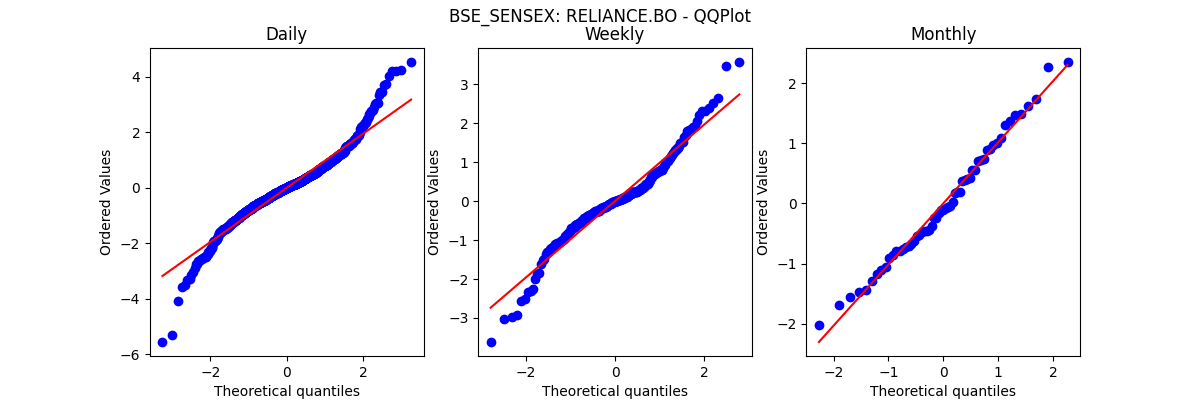 BSE_SENSEX: RELIANCE.BO - QQPlot
Daily
Weekly
Monthly
Ordered Values
4
2
0
−2
−4
−6
−2
0
2
Theoretical quantiles
Ordered Values
3
2
1
0
−1
−2
−3
−2
0
2
Theoretical quantiles
Ordered Values
2
1
0
−1
−2
−2
−1
0
1
2
Theoretical quantiles